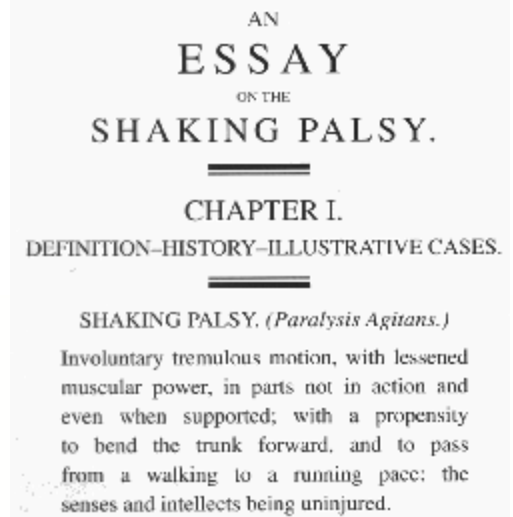 AN
ESSAY
ON THE
SHAKING PALSY.
CHAPTER I.
DEFINITION–HISTORY–ILLUSTRATIVE CASES.
SHAKING PALSY. (Paralysis Agitans.)
Involuntary tremulous motion, with lessened
muscular power, in parts not in action and
even when supported; with a propensity
to bend the trunk forward, and to pass
from a walking to a running pace: the
senses and intellects being uninjured.